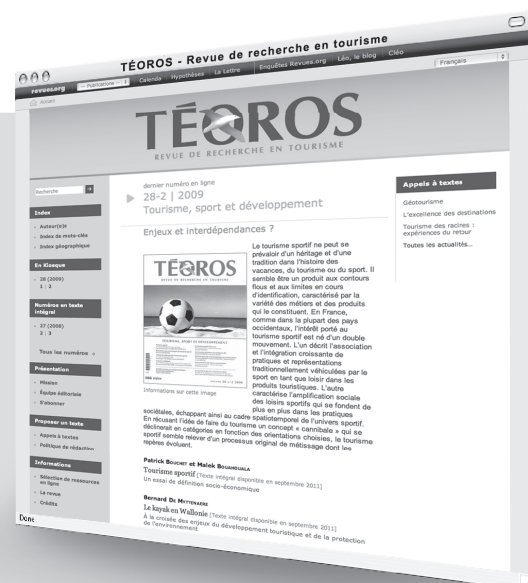 TÉOROS - Revue de recherche en tourisme
revues.org -- Publications -- Calenda Hypothèses La Lettre Enquêtes Revues.org Léo, le blog Cléo Français
Accueil
TÉOROS
REVUE DE RECHERCHE EN TOURISME
Recherche
Index
Auteur(e)s
Index de mots-clés
Index géographique
En Kiosque
28 (2009)
1 | 2
Numéros en texte
intégral
27 (2008)
2 | 3
Tous les numéros »
Présentation
Mission
Équipe éditoriale
S'abonner
Proposer un texte
Appels à textes
Politique de rédaction
Informations
Sélection de ressources
en ligne
La revue
Crédits
dernier numéro en ligne
28-2 | 2009
Tourisme, sport et développement
Enjeux et interdépendances ?
TÉOROS
REVUE DE RECHERCHE EN TOURISME
TOURISME, SPORT ET DÉVELOPPEMENT
Informations sur cette image
Le tourisme sportif ne peut se
prévaloir d'un héritage et d'une
tradition dans l'histoire des
vacances, du tourisme ou du sport. Il
semble être un produit aux contours
flous et aux limites en cours
d'identification, caractérisé par la
variété des métiers et des produits
qui le constituent. En France,
comme dans la plupart des pays
occidentaux, l'intérêt porté au
tourisme sportif est né d'un double
mouvement. L'un décrit l'association
et l'intégration croissante de
pratiques et représentations
traditionnellement véhiculées par le
sport en tant que loisir dans les
produits touristiques. L'autre
caractérise l'amplification sociale
des loisirs sportifs qui se fondent de
plus en plus dans les pratiques
sociétales, échappant ainsi au cadre spatiotemporel de l'univers sportif.
En récusant l'idée de faire du tourisme un concept « cannibale » qui se
déclinerait en catégories en fonction des orientations choisies, le tourisme
sportif semble relever d'un processus original de métissage dont les
repères évoluent.
Patrick Bouchet et Malek Bouhaouala
Tourisme sportif [Texte intégral disponible en septembre 2011]
Un essai de définition socio-économique
Bernard De Myttenaere
Le kayak en Wallonie [Texte intégral disponible en septembre 2011]
À la croisée des enjeux du développement touristique et de la protection
de l'environnement
Appels à textes
Géotourisme
L'excellence des destinations
Tourisme des racines :
expériences du retour
Toutes les actualités...
Done